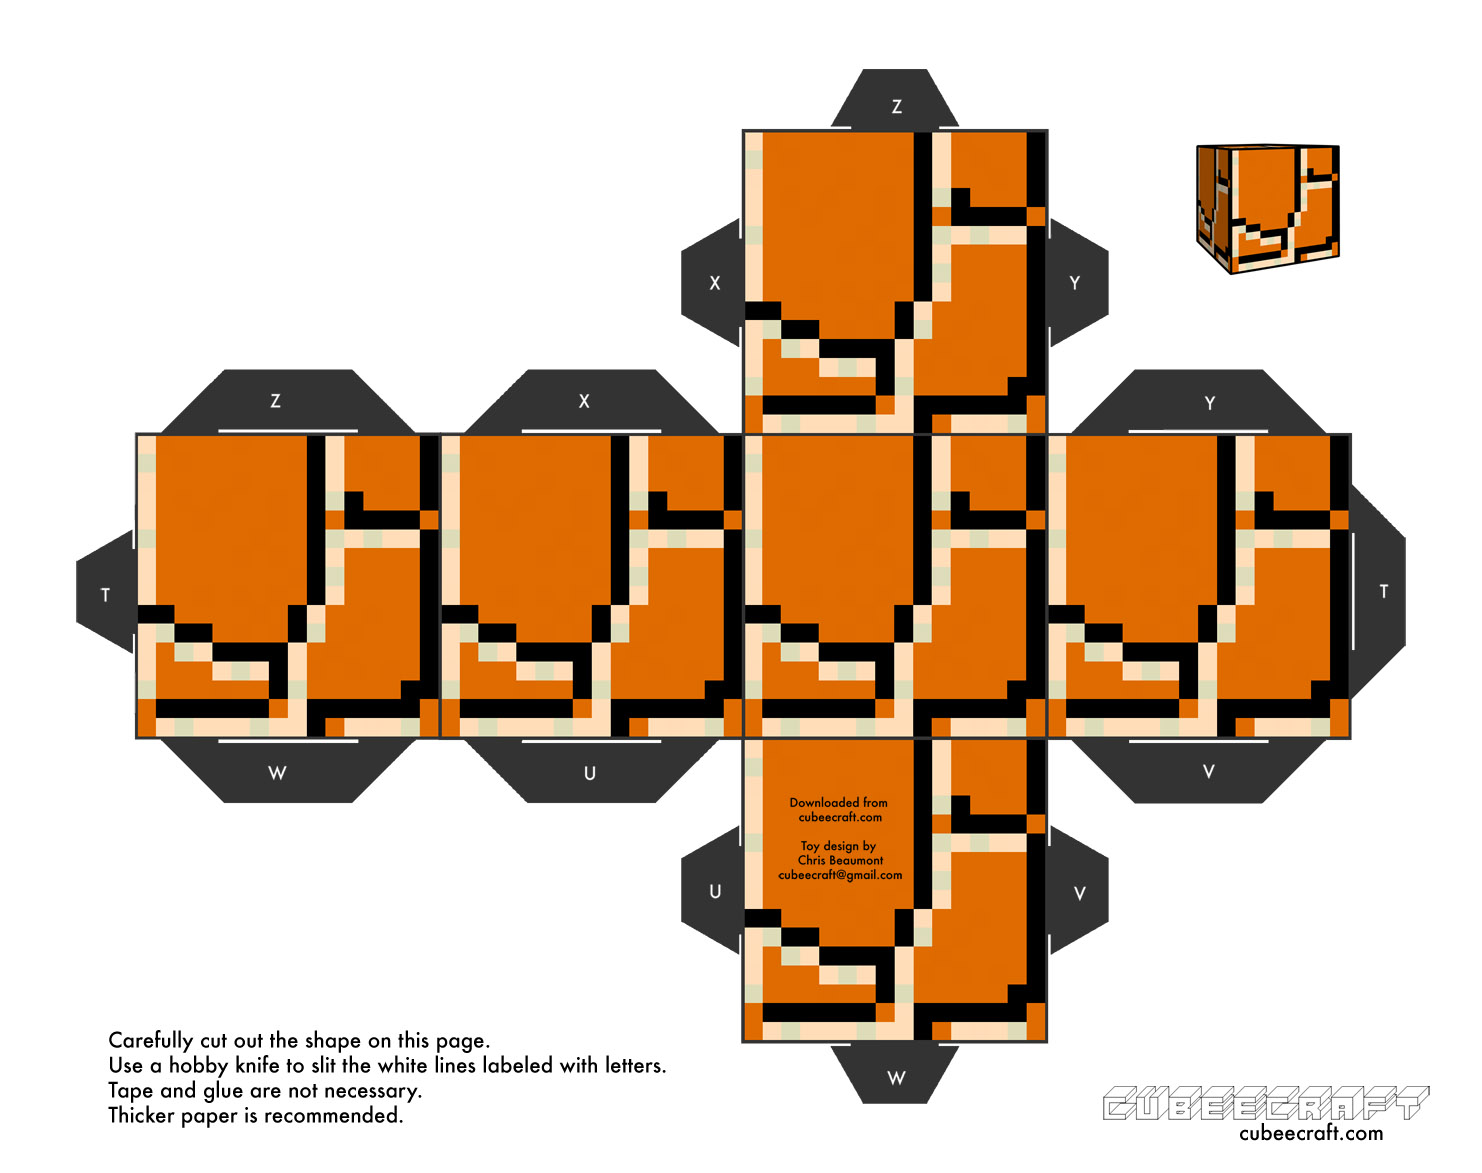 Z
X
Y
Z
X
Y
T
T
W
U
V
Downloaded from
cubeecraft.com
Toy design by
Chris Beaumont
cubeecraft@gmail.com
U
V
W
Carefully cut out the shape on this page.
Use a hobby knife to slit the white lines labeled with letters.
Tape and glue are not necessary.
Thicker paper is recommended.
CUBEECRAFT
cubeecraft.com